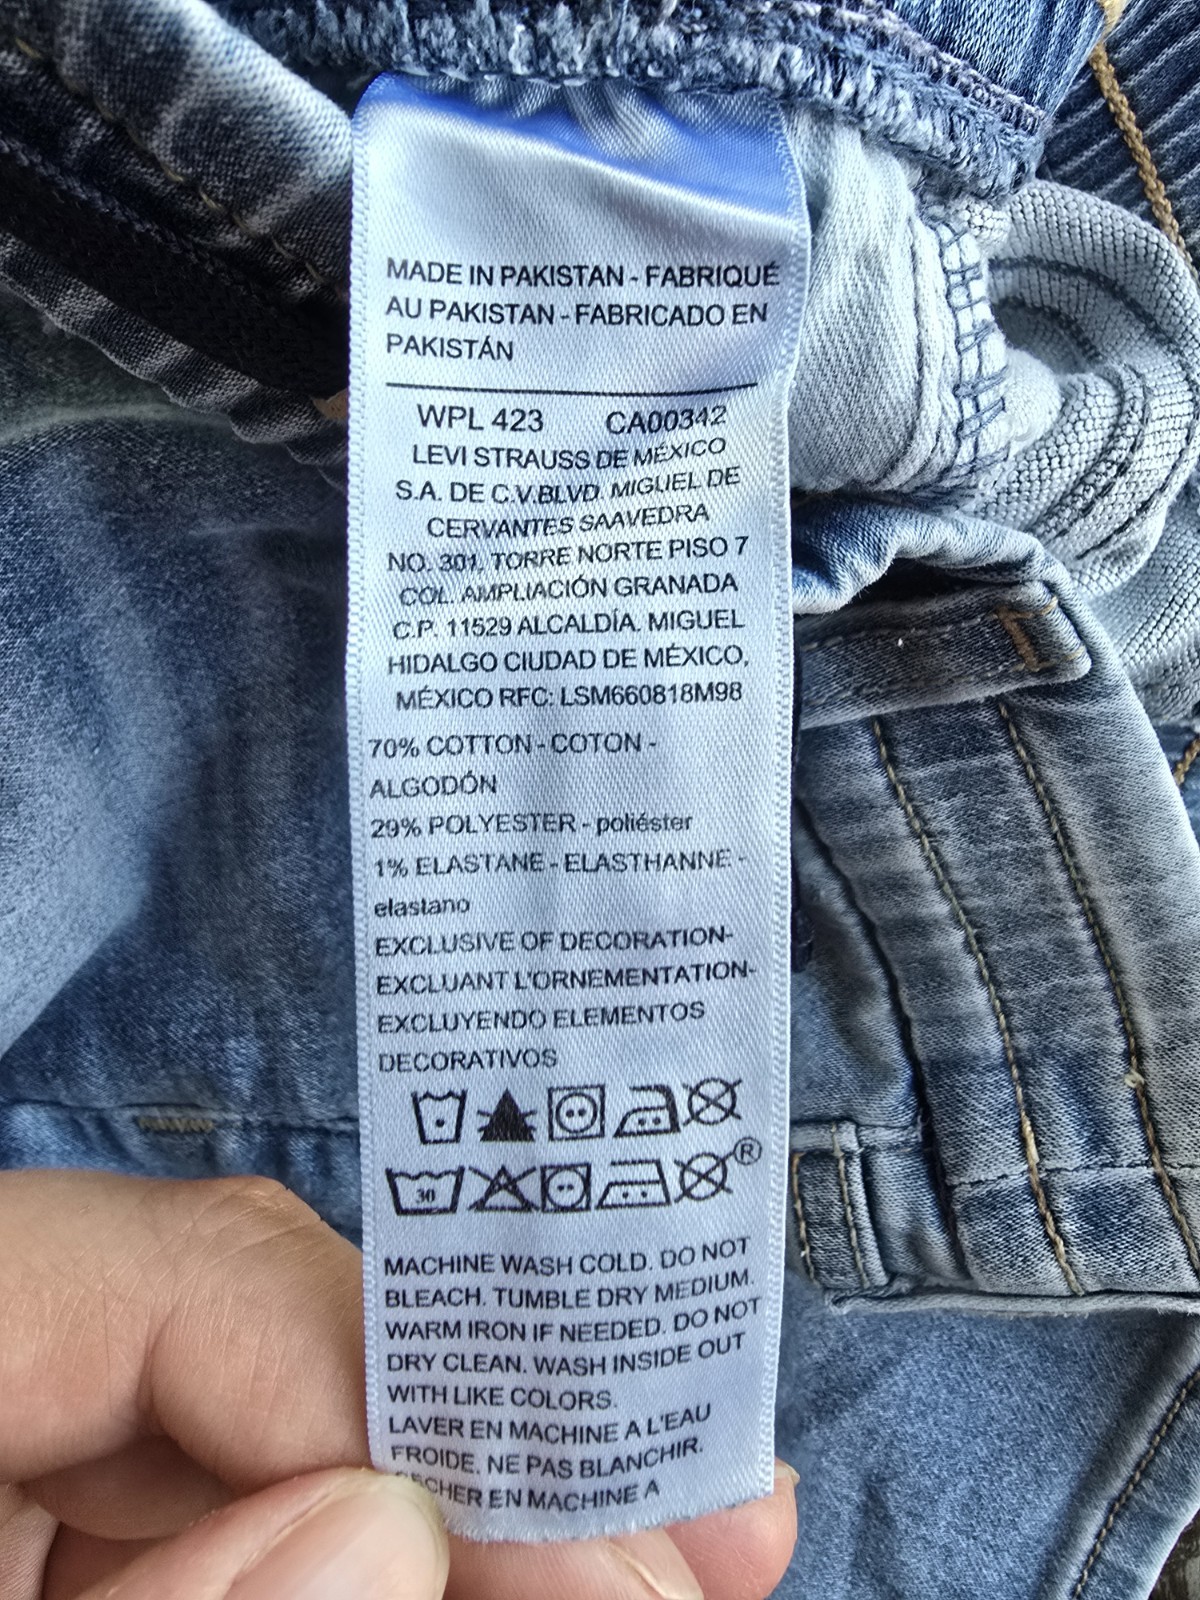 MADE IN PAKISTAN - FABRIQUÉ
AU PAKISTAN - FABRICADO EN
PAKISTÁN
WPL 423 CA00342
LEVI STRAUSS DE MÉXICO
S.A. DE C.V.BLVD. MIGUEL DE
CERVANTES SAAVEDRA
NO. 301, TORRE NORTE PISO 7
COL. AMPLIACIÓN GRANADA
C.P. 11529 ALCALDÍA. MIGUEL
HIDALGO CIUDAD DE MÉXICO,
MÉXICO RFC: LSM660818M98
70% COTTON - COTON -
ALGODÓN
29% POLYESTER - poliéster
1% ELASTANE - ELASTHANNE -
elastano
EXCLUSIVE OF DECORATION-
EXCLUANT L'ORNEMENTATION-
EXCLUYENDO ELEMENTOS
DECORATIVOS
30 ®
MACHINE WASH COLD. DO NOT
BLEACH. TUMBLE DRY MEDIUM.
WARM IRON IF NEEDED. DO NOT
DRY CLEAN. WASH INSIDE OUT
WITH LIKE COLORS.
LAVER EN MACHINE A L'EAU
FROIDE. NE PAS BLANCHIR.
SÉCHER EN MACHINE A